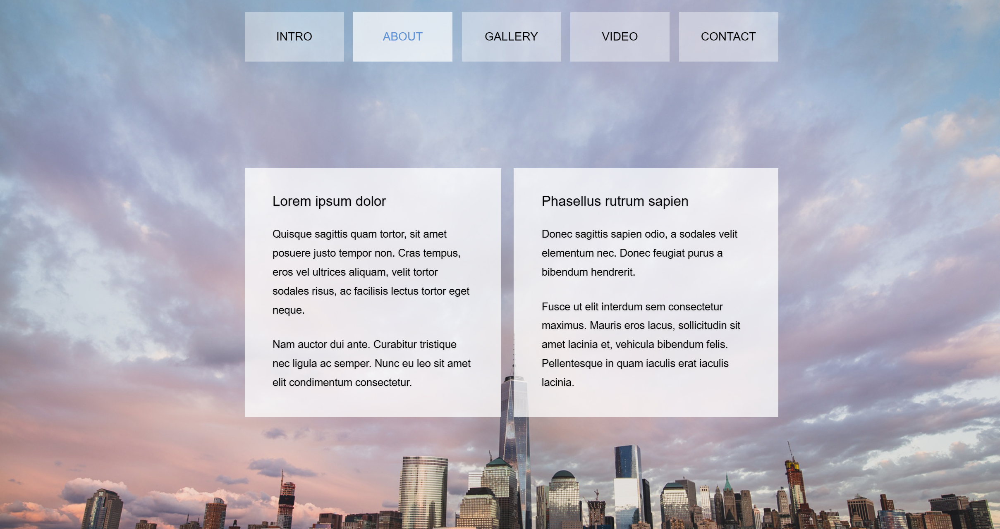 INTRO ABOUT GALLERY VIDEO CONTACT
Lorem ipsum dolor
Quisque sagittis quam tortor, sit amet
posuere justo tempor non. Cras tempus,
eros vel ultrices aliquam, velit tortor
sodales risus, ac facilisis lectus tortor eget
neque.
Nam auctor dui ante. Curabitur tristique
nec ligula ac semper. Nunc eu leo sit amet
elit condimentum consectetur.
Phasellus rutrum sapien
Donec sagittis sapien odio, a sodales velit
elementum nec. Donec feugiat purus a
bibendum hendrerit.
Fusce ut elit interdum sem consectetur
maximus. Mauris eros lacus, sollicitudin sit
amet lacinia et, vehicula bibendum felis.
Pellentesque in quam iaculis erat iaculis
lacinia.